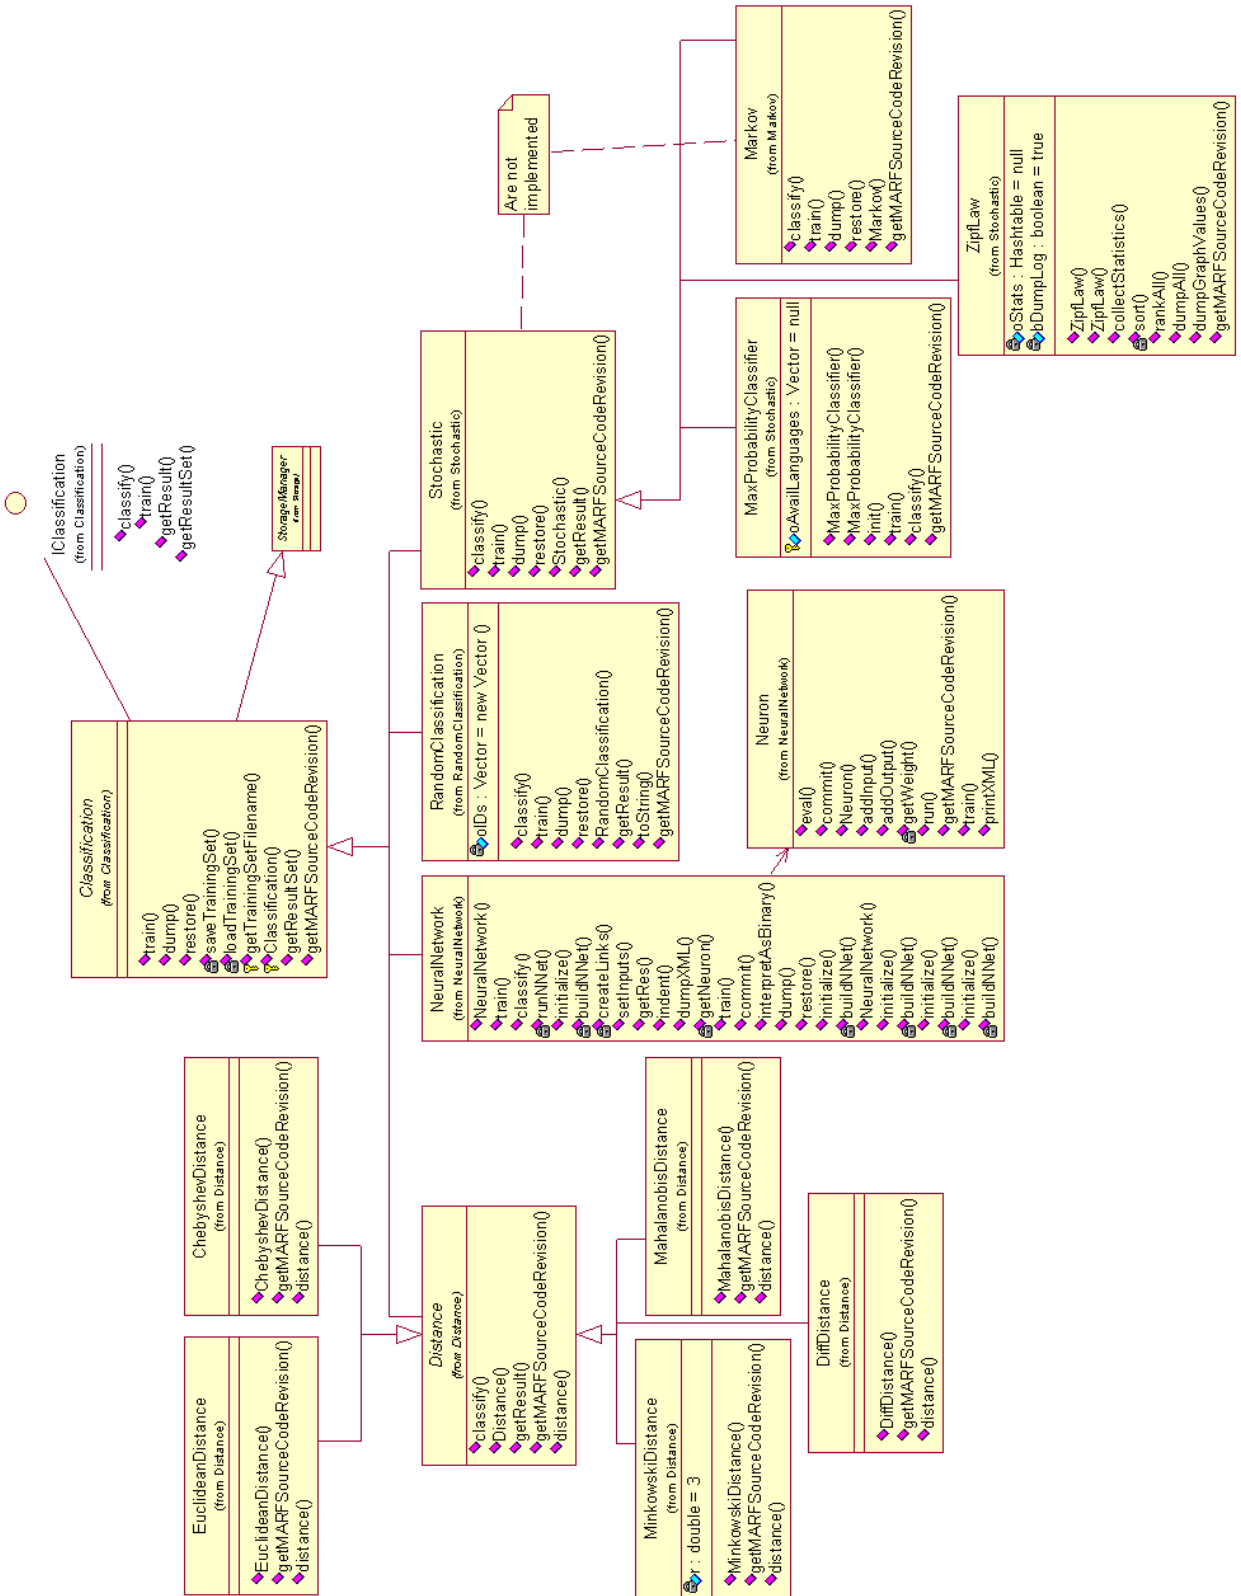 IClassification
(from Classification)
classify()
train()
getResult()
getResultSet()
StorageManager
(from Storage)
Classification
(from Classification)
train()
dump()
restore()
saveTrainingSet()
loadTrainingSet()
getTrainingSetFilename()
Classification()
getResultSet()
getMARFSourceCodeRevision()
EuclideanDistance
(from Distance)
EuclideanDistance()
getMARFSourceCodeRevision()
distance()
ChebyshevDistance
(from Distance)
ChebyshevDistance()
getMARFSourceCodeRevision()
distance()
Are not
implemented
Distance
(from Distance)
classify()
Distance()
getResult()
getMARFSourceCodeRevision()
distance()
NeuralNetwork
(from NeuralNetwork)
NeuralNetwork()
train()
classify()
runNNet()
initialize()
buildNNet()
createLinks()
setInputs()
getRes()
indent()
dumpXML()
getNeuron()
train()
commit()
interpretAsBinary()
dump()
restore()
initialize()
buildNNet()
NeuralNetwork()
initialize()
buildNNet()
initialize()
buildNNet()
initialize()
buildNNet()
RandomClassification
(from RandomClassification)
oIDs : Vector = new Vector ()
classify()
train()
dump()
restore()
RandomClassification()
getResult()
toString()
getMARFSourceCodeRevision()
Stochastic
(from Stochastic)
classify()
train()
dump()
restore()
Stochastic()
getResult()
getMARFSourceCodeRevision()
MinkowskiDistance
(from Distance)
r : double = 3
MinkowskiDistance()
getMARFSourceCodeRevision()
distance()
MahalanobisDistance
(from Distance)
MahalanobisDistance()
getMARFSourceCodeRevision()
distance()
DiffDistance
(from Distance)
DiffDistance()
getMARFSourceCodeRevision()
distance()
Neuron
(from NeuralNetwork)
eval()
commit()
Neuron()
addInput()
addOutput()
getWeight()
run()
getMARFSourceCodeRevision()
train()
printXML()
MaxProbabilityClassifier
(from Stochastic)
oAvailLanguages : Vector = null
MaxProbabilityClassifier()
MaxProbabilityClassifier()
init()
train()
classify()
getMARFSourceCodeRevision()
Markov
(from Markov)
classify()
train()
dump()
restore()
Markov()
getMARFSourceCodeRevision()
ZipfLaw
(from Stochastic)
oStats : Hashtable = null
bDumpLog : boolean = true
ZipfLaw()
ZipfLaw()
collectStatistics()
sort()
rankAll()
dumpAll()
dumpGraphValues()
getMARFSourceCodeRevision()